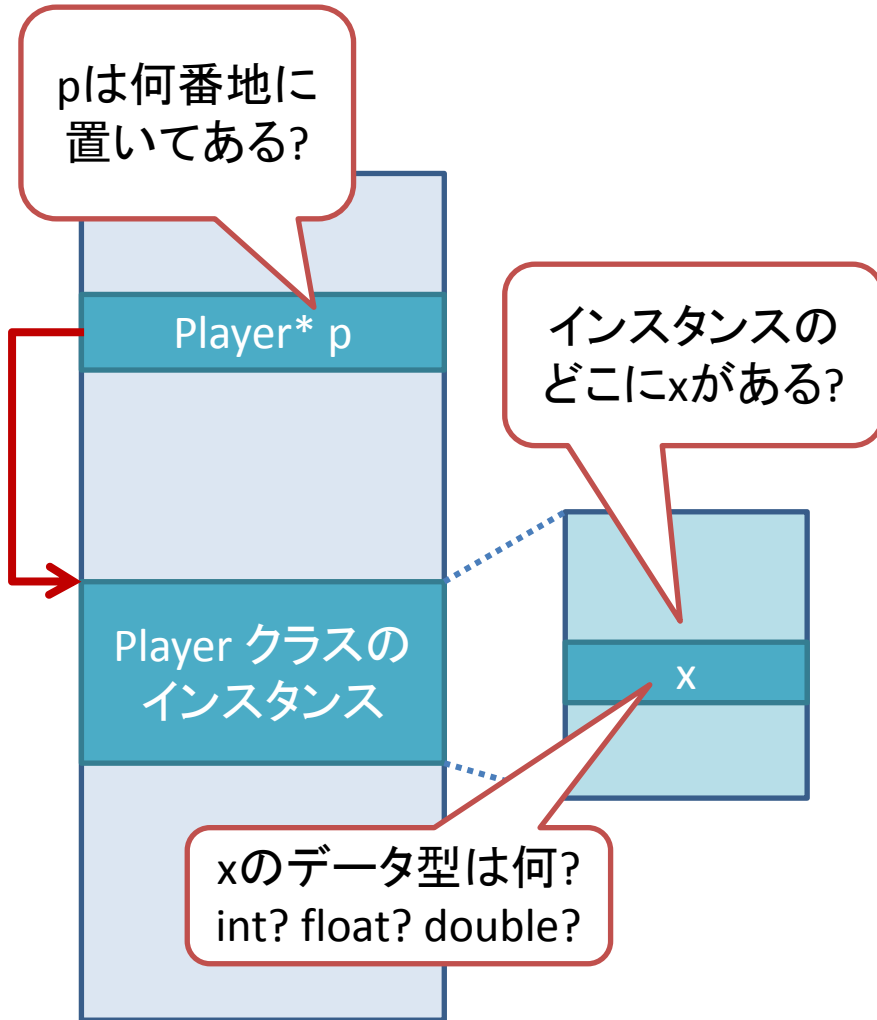 pは何番地に
置いてある?
Player* p
インスタンスの
どこにxがある?
Player クラスの
インスタンス
x
xのデータ型は何?
int? float? double?